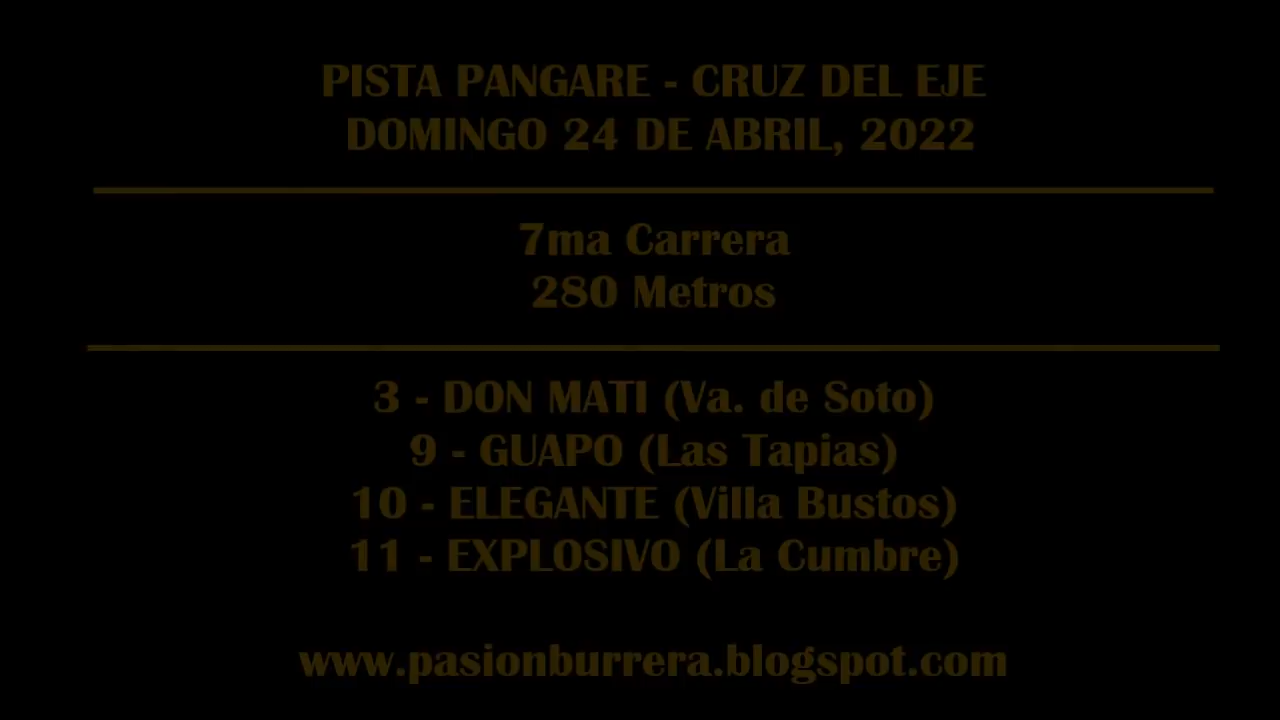 PISTA PANGARE - CRUZ DEL EJE
DOMINGO 24 DE ABRIL, 2022
7ma Carrera
280 Metros
3 - DON MATI (Va. de Soto)
9 - GUAPO (Las Tapias)
10 - ELEGANTE (Villa Bustos)
11 - EXPLOSIVO (La Cumbre)
www.pasionburrera.blogspot.com